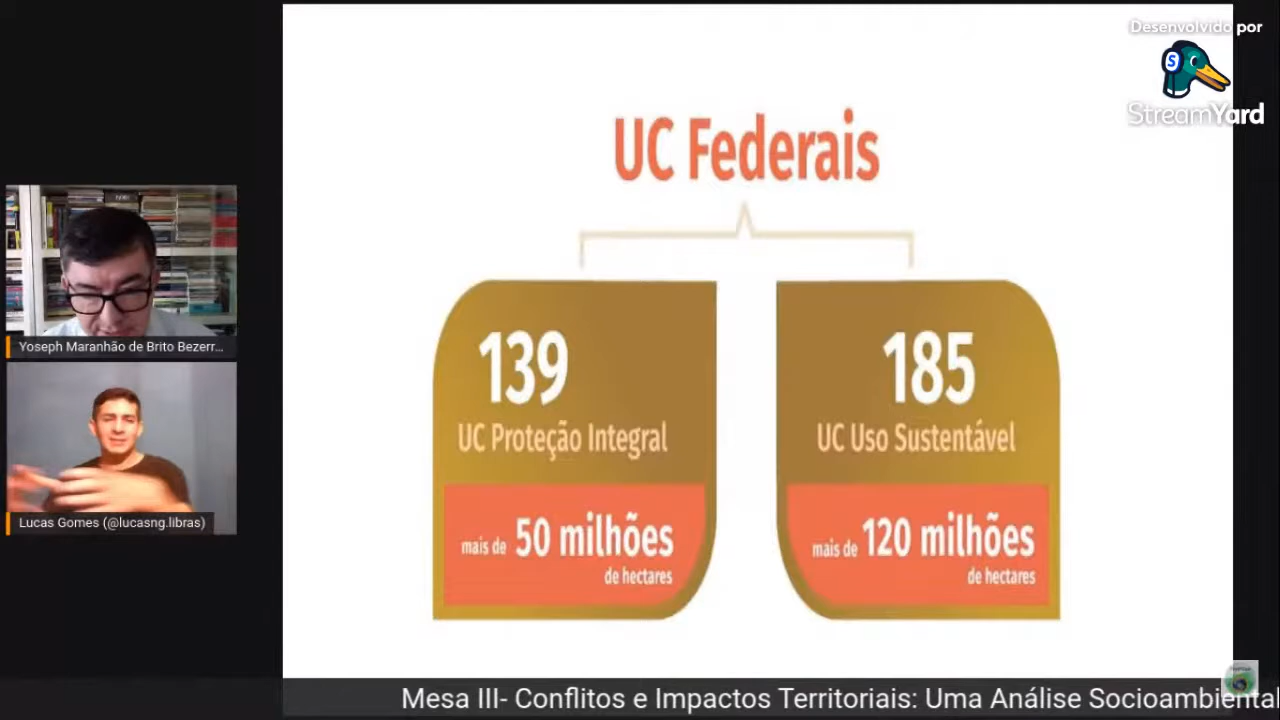 Desenvolvido por
StreamYard
UC Federais
139
UC Proteção Integral
mais de 50 milhões
de hectares
185
UC Uso Sustentável
mais de 120 milhões
de hectares
Yoseph Maranhão de Brito Bezerr...
Lucas Gomes (@lucasng.libras)
Mesa III- Conflitos e Impactos Territoriais: Uma Análise Socioambiental